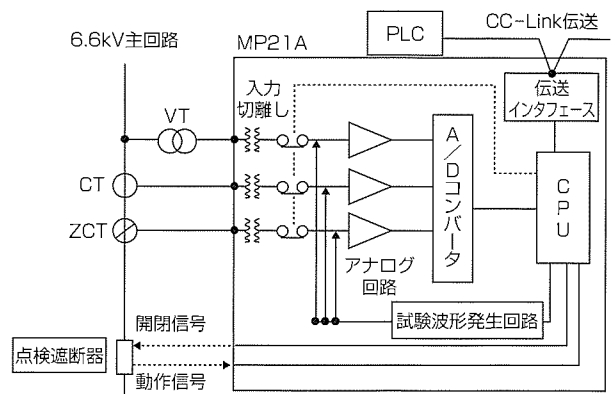 CC-Link伝送
PLC
6.6kV主回路
MP21A
入力
切離し
伝送
インタフェース
VT
CT
ZCT
A/Dコンバータ
CPU
アナログ
回路
試験波形発生回路
開閉信号
点検遮断器
動作信号